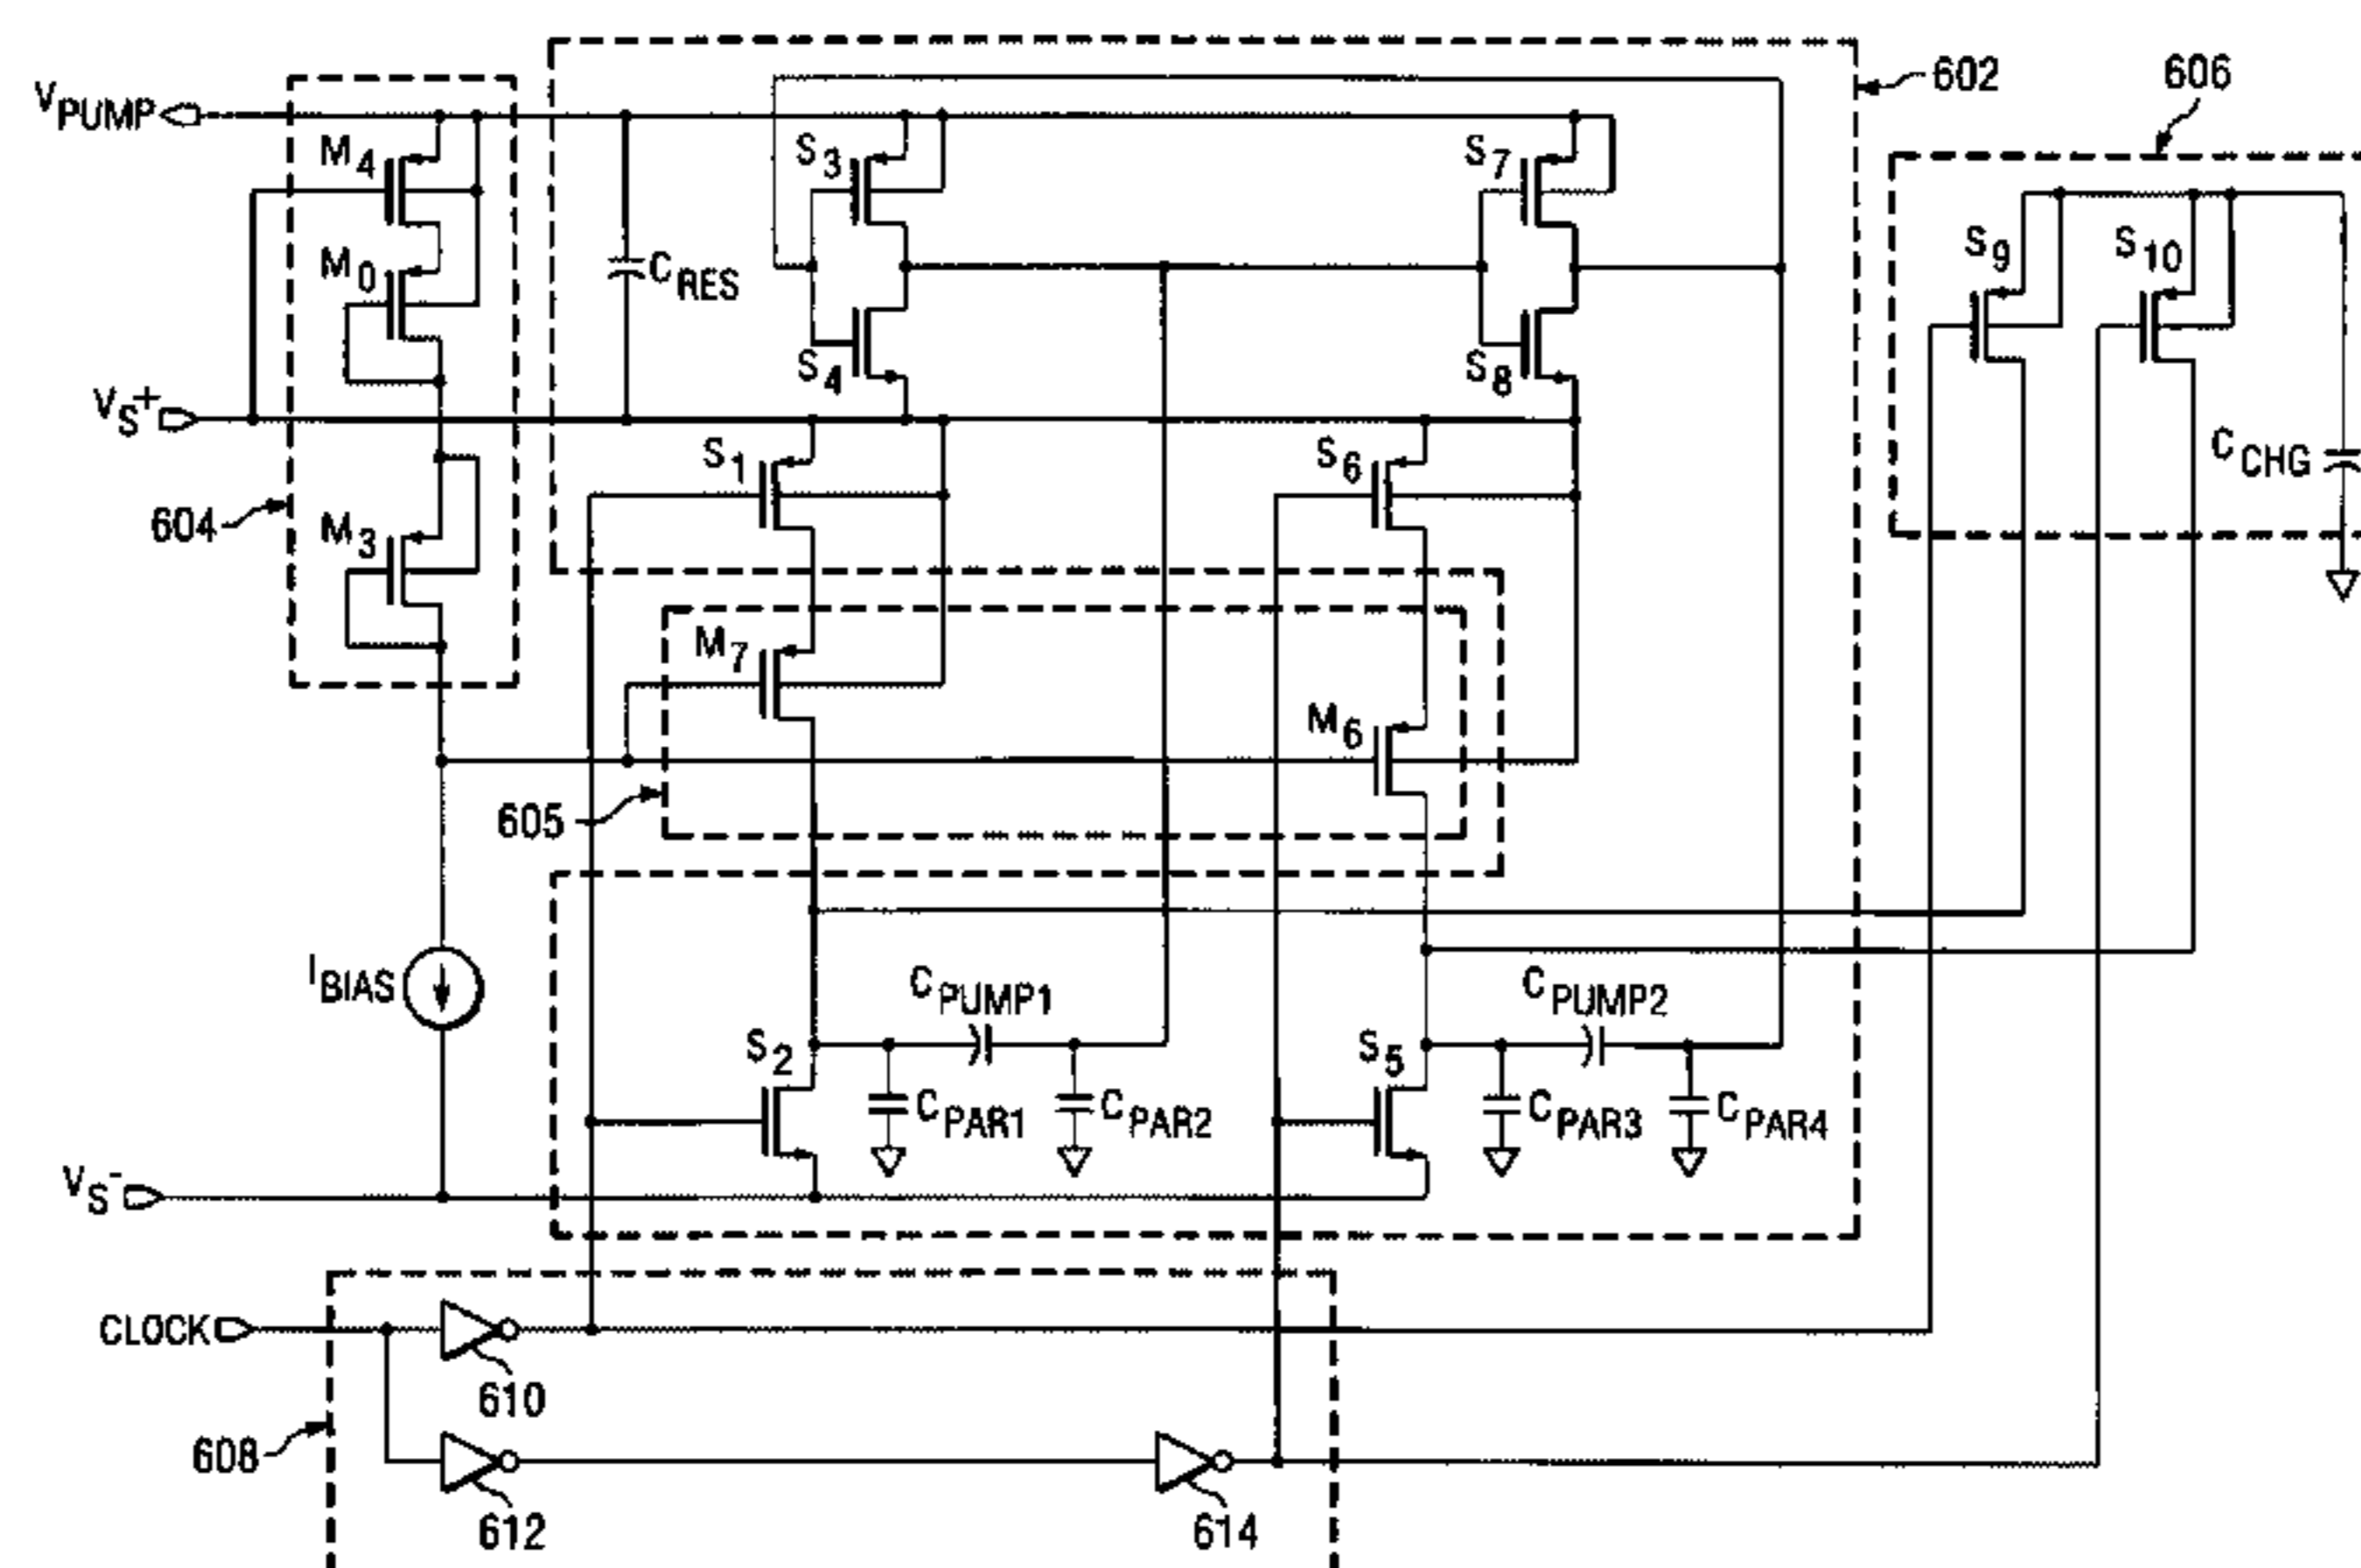 602
606
VPUMP
M4
S3
S7
S9
S10
M0
CRES
S4
S8
VS+
S1
S6
CCHG
604
M3
M7
M6
605
IBIAS
CPUMP1
CPUMP2
S2
S5
CPAR1
CPAR2
CPAR3
CPAR4
VS-
CLOCK
610
608
612
614